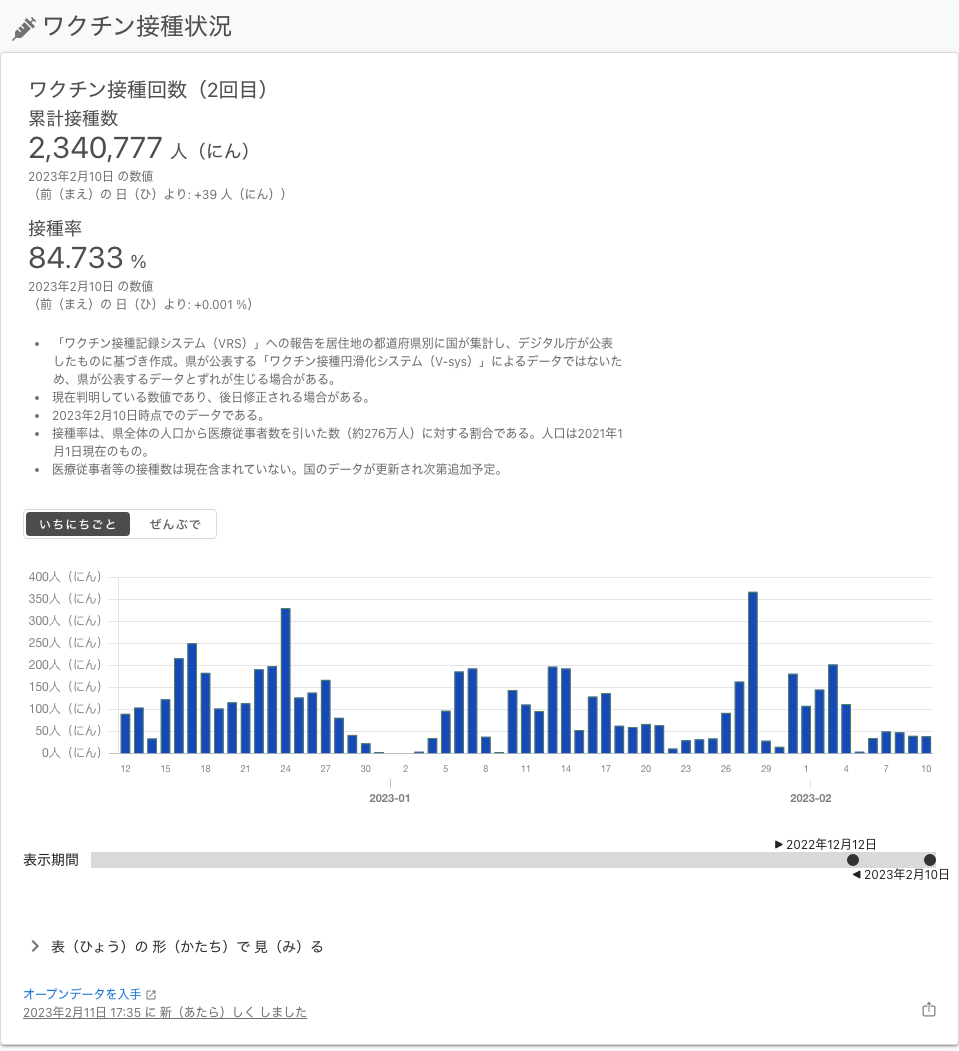 ワクチン接種状況
ワクチン接種回数（2回目）
累計接種数
2,340,777 人（にん）
2023年2月10日 の数値
（前（まえ）の 日（ひ）より: +39 人（にん））
接種率
84.733 %
2023年2月10日 の数値
（前（まえ）の 日（ひ）より: +0.001 %）
• 「ワクチン接種記録システム（VRS）」への報告を居住地の都道府県別に国が集計し、デジタル庁が公表
したものに基づき作成。県が公表する「ワクチン接種円滑化システム（V-sys）」によるデータではないた
め、県が公表するデータとずれが生じる場合がある。
• 現在判明している数値であり、後日修正される場合がある。
• 2023年2月10日時点でのデータである。
• 接種率は、県全体の人口から医療従事者数を引いた数（約276万人）に対する割合である。人口は2021年1
月1日現在のもの。
• 医療従事者等の接種数は現在含まれていない。国のデータが更新され次第追加予定。
いちにちごと ぜんぶで
400人（にん）
350人（にん）
300人（にん）
250人（にん）
200人（にん）
150人（にん）
100人（にん）
50人（にん）
0人（にん）
12 15 18 21 24 27 30 2 5 8 11 14 17 20 23 26 29 1 4 7 10
2023-01 2023-02
▶ 2022年12月12日
表示期間
◀ 2023年2月10日
表（ひょう）の 形（かたち）で 見（み）る
オープンデータを入手
2023年2月11日 17:35 に 新（あたら）しく しました